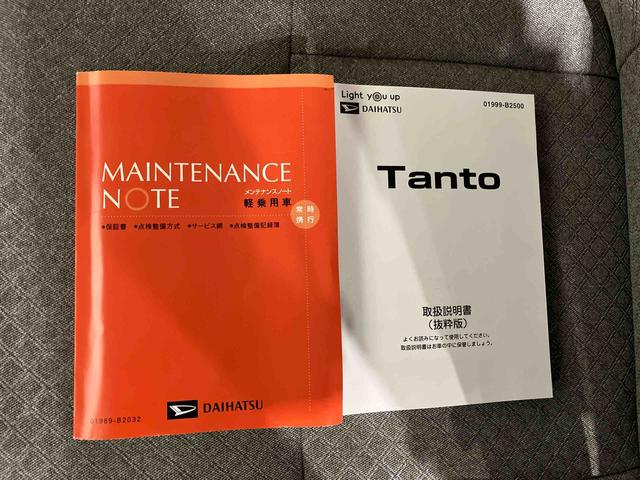 MAINTENANCE
NOTE
メンテナンスノート
軽乗用車
常時
携行
●保証書 ●点検整備方式 ●サービス網 ●点検整備記録簿
DAIHATSU
01989-B2032
Light you up
DAIHATSU
01999-B2500
Tanto
取扱説明書
（抜粋版）
よくお読みになって使用してください。
取扱説明書はお車の中に保管しましょう。